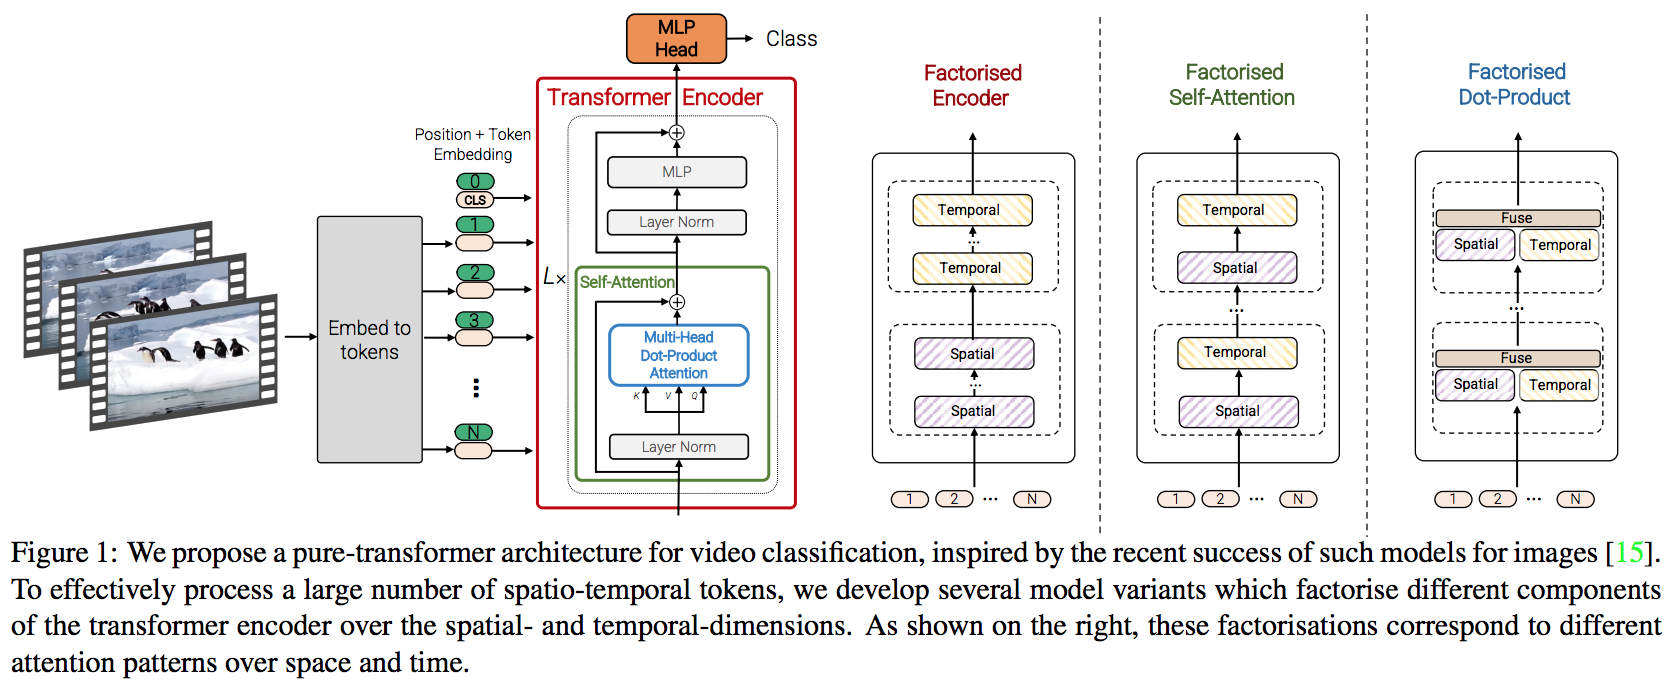 MLP
Head
Class
Transformer Encoder
Position + Token
Embedding
0
CLS
1
2
3
N
Embed to
tokens
L×
MLP
Layer Norm
Self-Attention
Multi-Head
Dot-Product
Attention
K V Q
Layer Norm
Factorised
Encoder
Temporal
...
Temporal
Spatial
...
Spatial
1 2 ... N
Factorised
Self-Attention
Temporal
Spatial
...
Temporal
Spatial
1 2 ... N
Factorised
Dot-Product
Fuse
Spatial Temporal
...
Fuse
Spatial Temporal
1 2 ... N
Figure 1: We propose a pure-transformer architecture for video classification, inspired by the recent success of such models for images [15].
To effectively process a large number of spatio-temporal tokens, we develop several model variants which factorise different components
of the transformer encoder over the spatial- and temporal-dimensions. As shown on the right, these factorisations correspond to different
attention patterns over space and time.